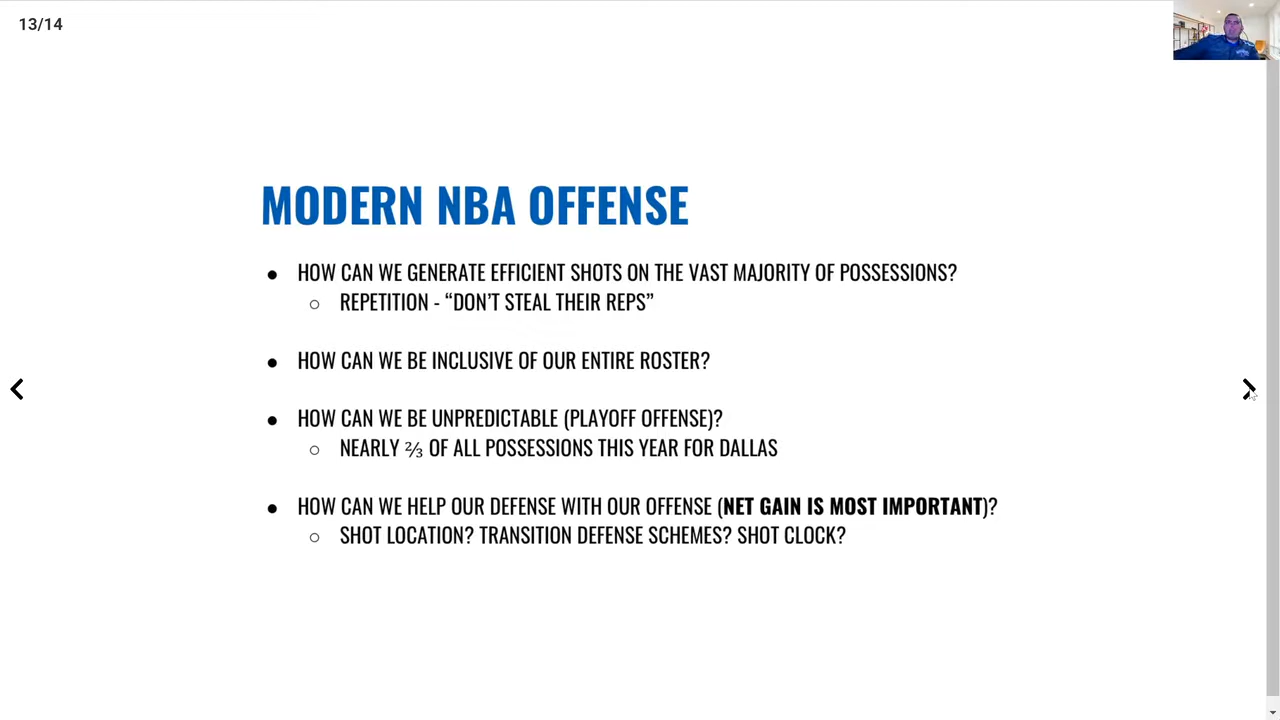 13/14
MODERN NBA OFFENSE
● HOW CAN WE GENERATE EFFICIENT SHOTS ON THE VAST MAJORITY OF POSSESSIONS?
○ REPETITION - “DON’T STEAL THEIR REPS”
● HOW CAN WE BE INCLUSIVE OF OUR ENTIRE ROSTER?
● HOW CAN WE BE UNPREDICTABLE (PLAYOFF OFFENSE)?
○ NEARLY ⅔ OF ALL POSSESSIONS THIS YEAR FOR DALLAS
● HOW CAN WE HELP OUR DEFENSE WITH OUR OFFENSE (NET GAIN IS MOST IMPORTANT)?
○ SHOT LOCATION? TRANSITION DEFENSE SCHEMES? SHOT CLOCK?